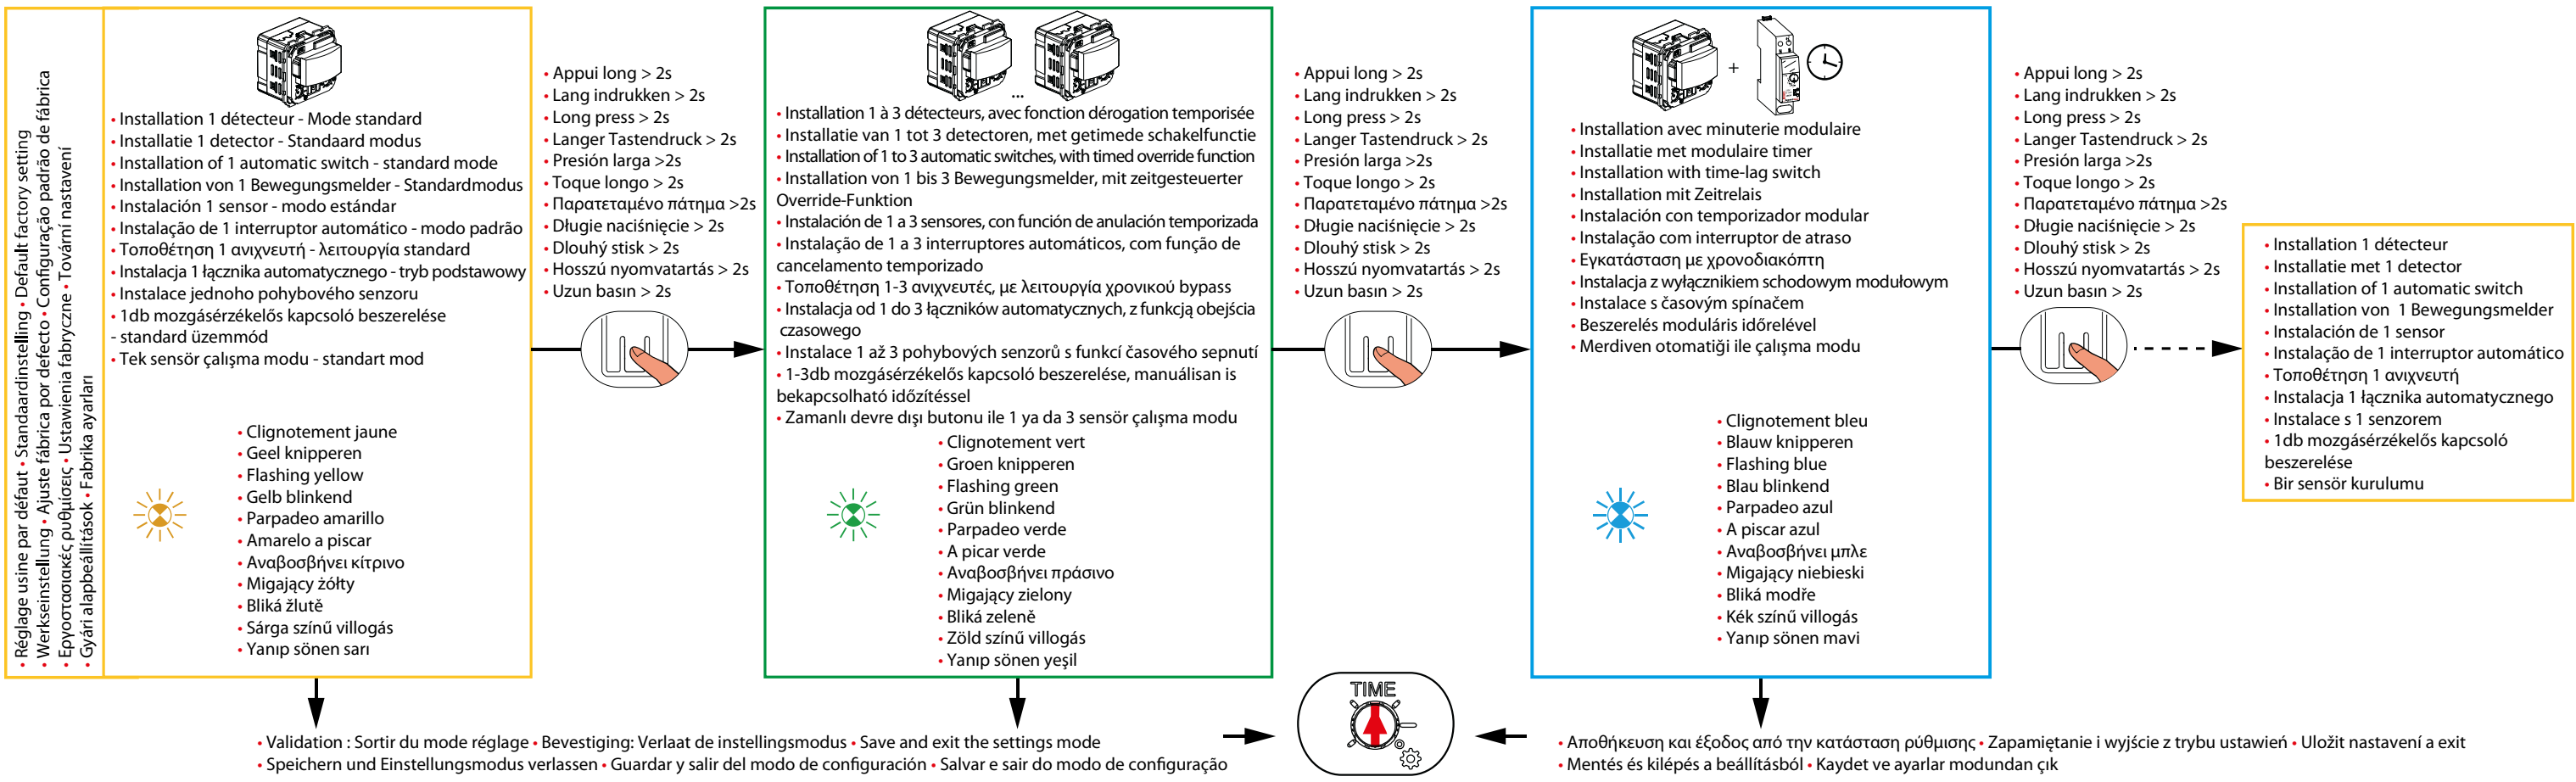 • Réglage usine par défaut • Standaardinstelling • Default factory setting
• Werkseinstellung • Ajuste fábrica por defecto • Configuração padrão de fábrica
• Εργοστασιακές ρυθμίσεις • Ustawienia fabryczne • Tovární nastavení
• Gyári alapbeállítások • Fabrika ayarları
• Installation 1 détecteur - Mode standard
• Installatie 1 detector - Standaard modus
• Installation of 1 automatic switch - standard mode
• Installation von 1 Bewegungsmelder - Standardmodus
• Instalación 1 sensor - modo estándar
• Instalação de 1 interruptor automático - modo padrão
• Τοποθέτηση 1 ανιχνευτή - λειτουργία standard
• Instalacja 1 łącznika automatycznego - tryb podstawowy
• Instalace jednoho pohybového senzoru
• 1db mozgásérzékelős kapcsoló beszerelése
- standard üzemmód
• Tek sensör çalışma modu - standart mod
• Clignotement jaune
• Geel knipperen
• Flashing yellow
• Gelb blinkend
• Parpadeo amarillo
• Amarelo a piscar
• Αναβοσβήνει κίτρινο
• Migający żółty
• Bliká žlutě
• Sárga színű villogás
• Yanıp sönen sarı
• Appui long > 2s
• Lang indrukken > 2s
• Long press > 2s
• Langer Tastendruck > 2s
• Presión larga >2s
• Toque longo > 2s
• Παρατεταμένο πάτημα >2s
• Długie naciśnięcie > 2s
• Dlouhý stisk > 2s
• Hosszú nyomvatartás > 2s
• Uzun basın > 2s
...
• Installation 1 à 3 détecteurs, avec fonction dérogation temporisée
• Installatie van 1 tot 3 detectoren, met getimede schakelfunctie
• Installation of 1 to 3 automatic switches, with timed override function
• Installation von 1 bis 3 Bewegungsmelder, mit zeitgesteuerter
Override-Funktion
• Instalación de 1 a 3 sensores, con función de anulación temporizada
• Instalação de 1 a 3 interruptores automáticos, com função de
cancelamento temporizado
• Τοποθέτηση 1-3 ανιχνευτές, με λειτουργία χρονικού bypass
• Instalacja od 1 do 3 łączników automatycznych, z funkcją obejścia
czasowego
• Instalace 1 až 3 pohybových senzorů s funkcí časového sepnutí
• 1-3db mozgásérzékelős kapcsoló beszerelése, manuálisan is
bekapcsolható időzítéssel
• Zamanlı devre dışı butonu ile 1 ya da 3 sensör çalışma modu
• Clignotement vert
• Groen knipperen
• Flashing green
• Grün blinkend
• Parpadeo verde
• A picar verde
• Αναβοσβήνει πράσινο
• Migający zielony
• Bliká zeleně
• Zöld színű villogás
• Yanıp sönen yeşil
• Appui long > 2s
• Lang indrukken > 2s
• Long press > 2s
• Langer Tastendruck > 2s
• Presión larga >2s
• Toque longo > 2s
• Παρατεταμένο πάτημα >2s
• Długie naciśnięcie > 2s
• Dlouhý stisk > 2s
• Hosszú nyomvatartás > 2s
• Uzun basın > 2s
+
• Installation avec minuterie modulaire
• Installatie met modulaire timer
• Installation with time-lag switch
• Installation mit Zeitrelais
• Instalación con temporizador modular
• Instalação com interruptor de atraso
• Εγκατάσταση με χρονοδιακόπτη
• Instalacja z wyłącznikiem schodowym modułowym
• Instalace s časovým spínačem
• Beszerelés moduláris időrelével
• Merdiven otomatiği ile çalışma modu
• Clignotement bleu
• Blauw knipperen
• Flashing blue
• Blau blinkend
• Parpadeo azul
• A piscar azul
• Αναβοσβήνει μπλε
• Migający niebieski
• Bliká modře
• Kék színű villogás
• Yanıp sönen mavi
• Appui long > 2s
• Lang indrukken > 2s
• Long press > 2s
• Langer Tastendruck > 2s
• Presión larga >2s
• Toque longo > 2s
• Παρατεταμένο πάτημα >2s
• Długie naciśnięcie > 2s
• Dlouhý stisk > 2s
• Hosszú nyomvatartás > 2s
• Uzun basın > 2s
• Installation 1 détecteur
• Installatie met 1 detector
• Installation of 1 automatic switch
• Installation von 1 Bewegungsmelder
• Instalación de 1 sensor
• Instalação de 1 interruptor automático
• Τοποθέτηση 1 ανιχνευτή
• Instalacja 1 łącznika automatycznego
• Instalace s 1 senzorem
• 1db mozgásérzékelős kapcsoló
beszerelése
• Bir sensör kurulumu
• Validation : Sortir du mode réglage • Bevestiging: Verlaat de instellingsmodus • Save and exit the settings mode
• Speichern und Einstellungsmodus verlassen • Guardar y salir del modo de configuración • Salvar e sair do modo de configuração
TIME
• Αποθήκευση και έξοδος από την κατάσταση ρύθμισης • Zapamiętanie i wyjście z trybu ustawień • Uložit nastavení a exit
• Mentés és kilépés a beállításból • Kaydet ve ayarlar modundan çık